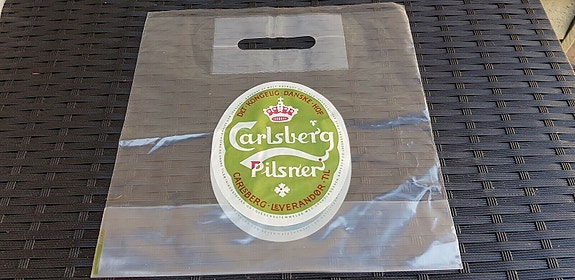 DET KONGELIG DANSKE HOF
Carlsberg
Pilsner
CARLSBERG · LEVERANDØR TIL